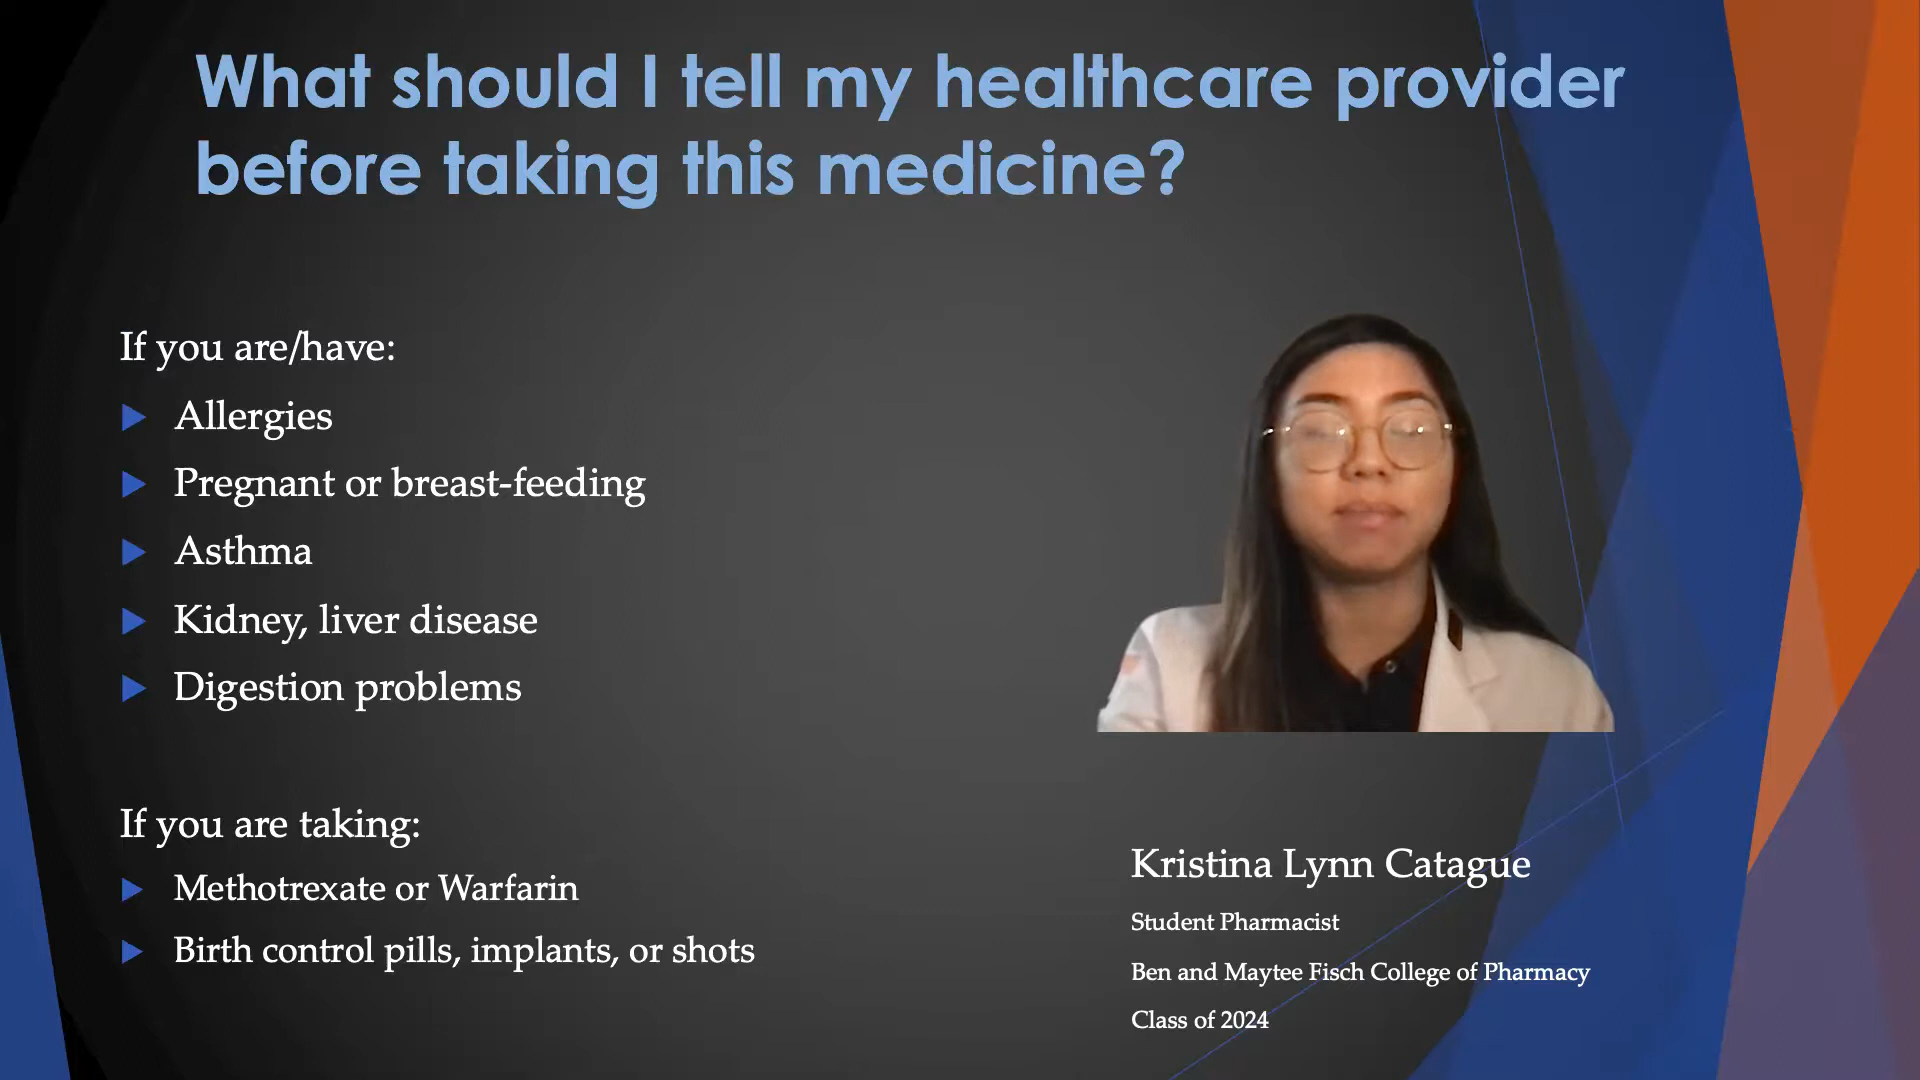 What should I tell my healthcare provider
before taking this medicine?
If you are/have:
Allergies
Pregnant or breast-feeding
Asthma
Kidney, liver disease
Digestion problems
If you are taking:
Methotrexate or Warfarin
Birth control pills, implants, or shots
Kristina Lynn Catague
Student Pharmacist
Ben and Maytee Fisch College of Pharmacy
Class of 2024